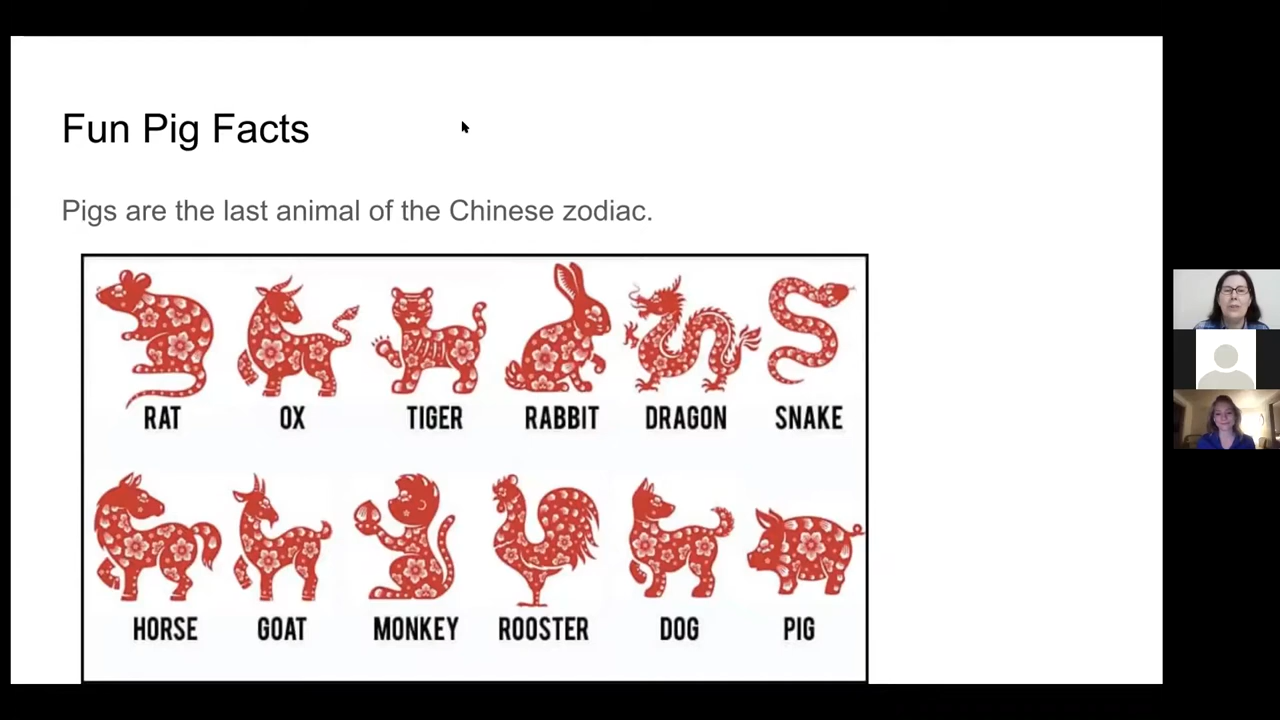 Fun Pig Facts
Pigs are the last animal of the Chinese zodiac.
RAT OX TIGER RABBIT DRAGON SNAKE
HORSE GOAT MONKEY ROOSTER DOG PIG